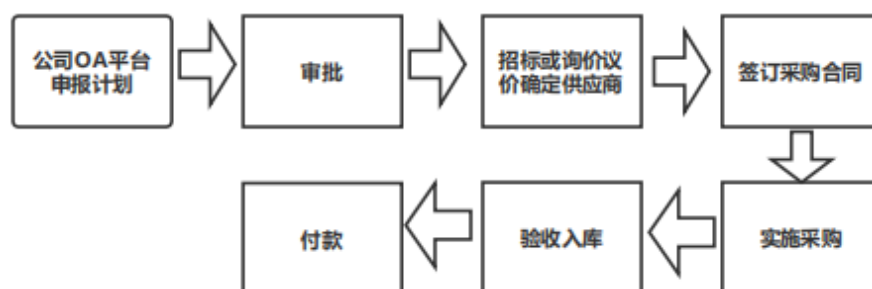 公司OA平台
申报计划
审批
招标或询价议
价确定供应商
签订采购合同
实施采购
验收入库
付款